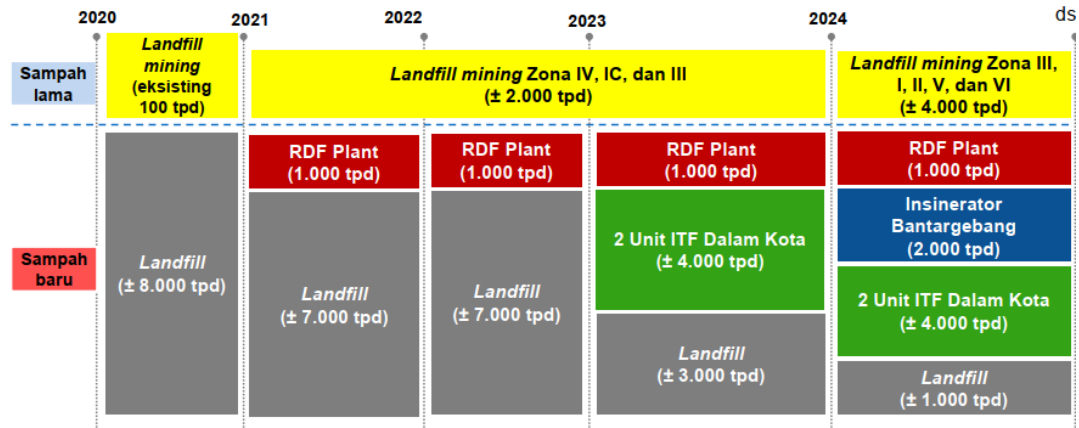 2020
2021
2022
2023
2024
ds
Sampah
lama
Landfill
mining
(eksisting
100 tpd)
Landfill mining Zona IV, IC, dan III
(± 2.000 tpd)
Landfill mining Zona III,
I, II, V, dan VI
(± 4.000 tpd)
Sampah
baru
Landfill
(± 8.000 tpd)
RDF Plant
(1.000 tpd)
Landfill
(± 7.000 tpd)
RDF Plant
(1.000 tpd)
Landfill
(± 7.000 tpd)
RDF Plant
(1.000 tpd)
2 Unit ITF Dalam Kota
(± 4.000 tpd)
Landfill
(± 3.000 tpd)
RDF Plant
(1.000 tpd)
Insinerator
Bantargebang
(2.000 tpd)
2 Unit ITF Dalam Kota
(± 4.000 tpd)
Landfill
(± 1.000 tpd)